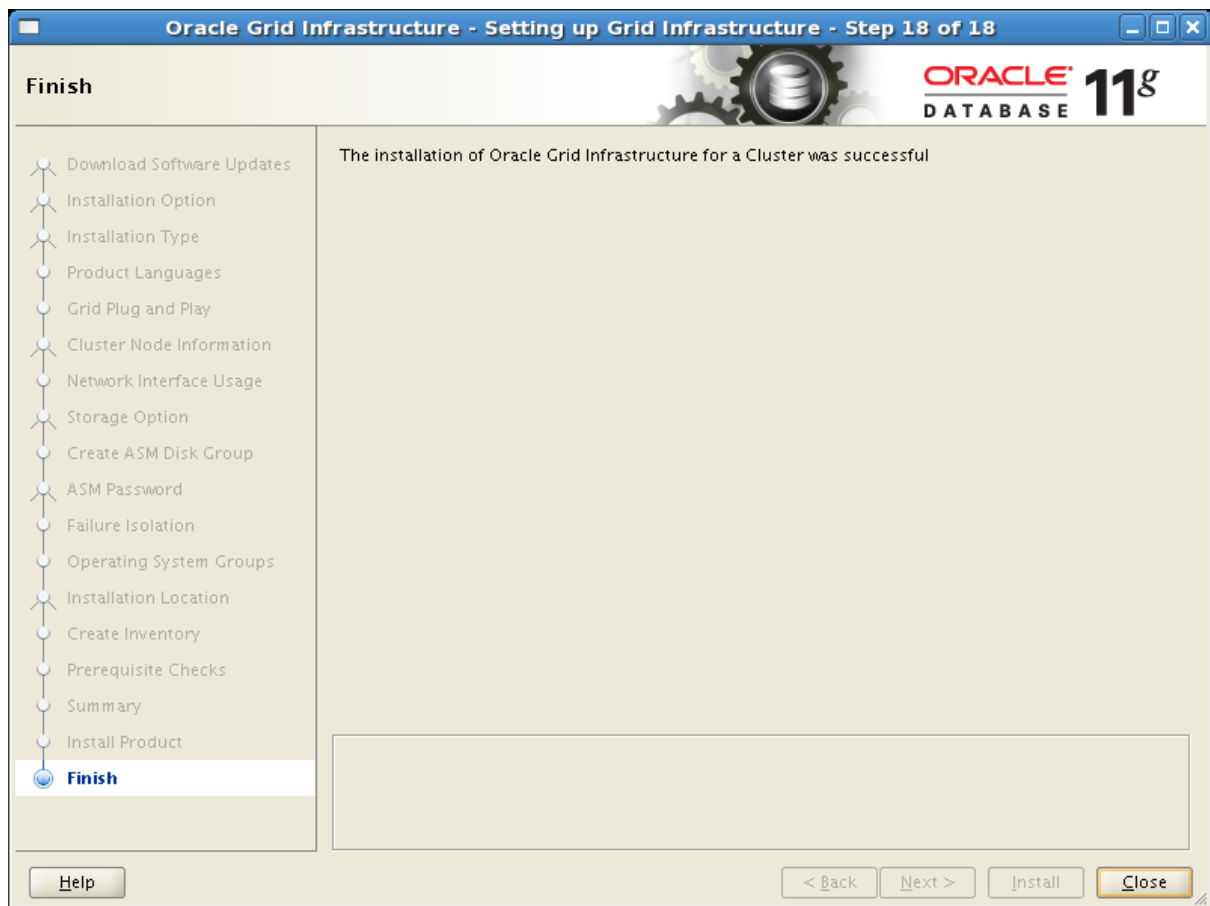 Oracle Grid Infrastructure - Setting up Grid Infrastructure - Step 18 of 18
Finish
ORACLE
DATABASE
11g
Download Software Updates
Installation Option
Installation Type
Product Languages
Grid Plug and Play
Cluster Node Information
Network Interface Usage
Storage Option
Create ASM Disk Group
ASM Password
Failure Isolation
Operating System Groups
Installation Location
Create Inventory
Prerequisite Checks
Summary
Install Product
Finish
The installation of Oracle Grid Infrastructure for a Cluster was successful
Help
< Back
Next >
Install
Close